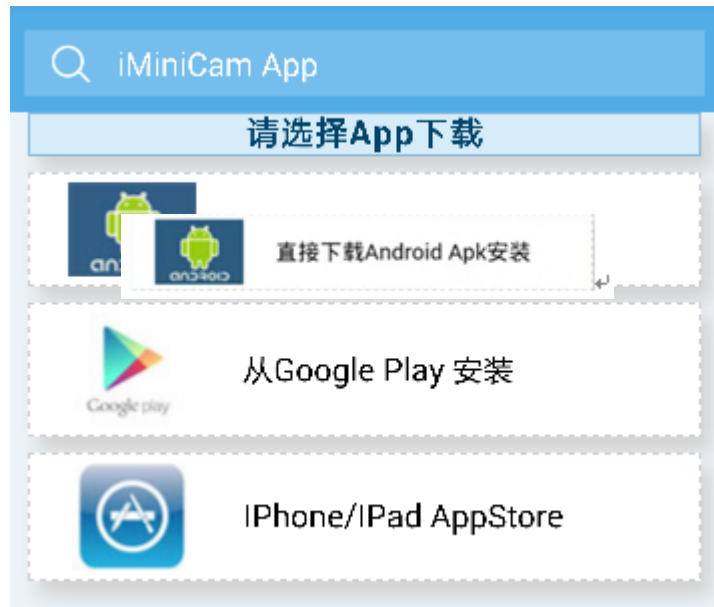 iMiniCam App
请选择App下载
an
直接下载Android Apk安装
android
从Google Play 安装
Google play
IPhone/IPad AppStore